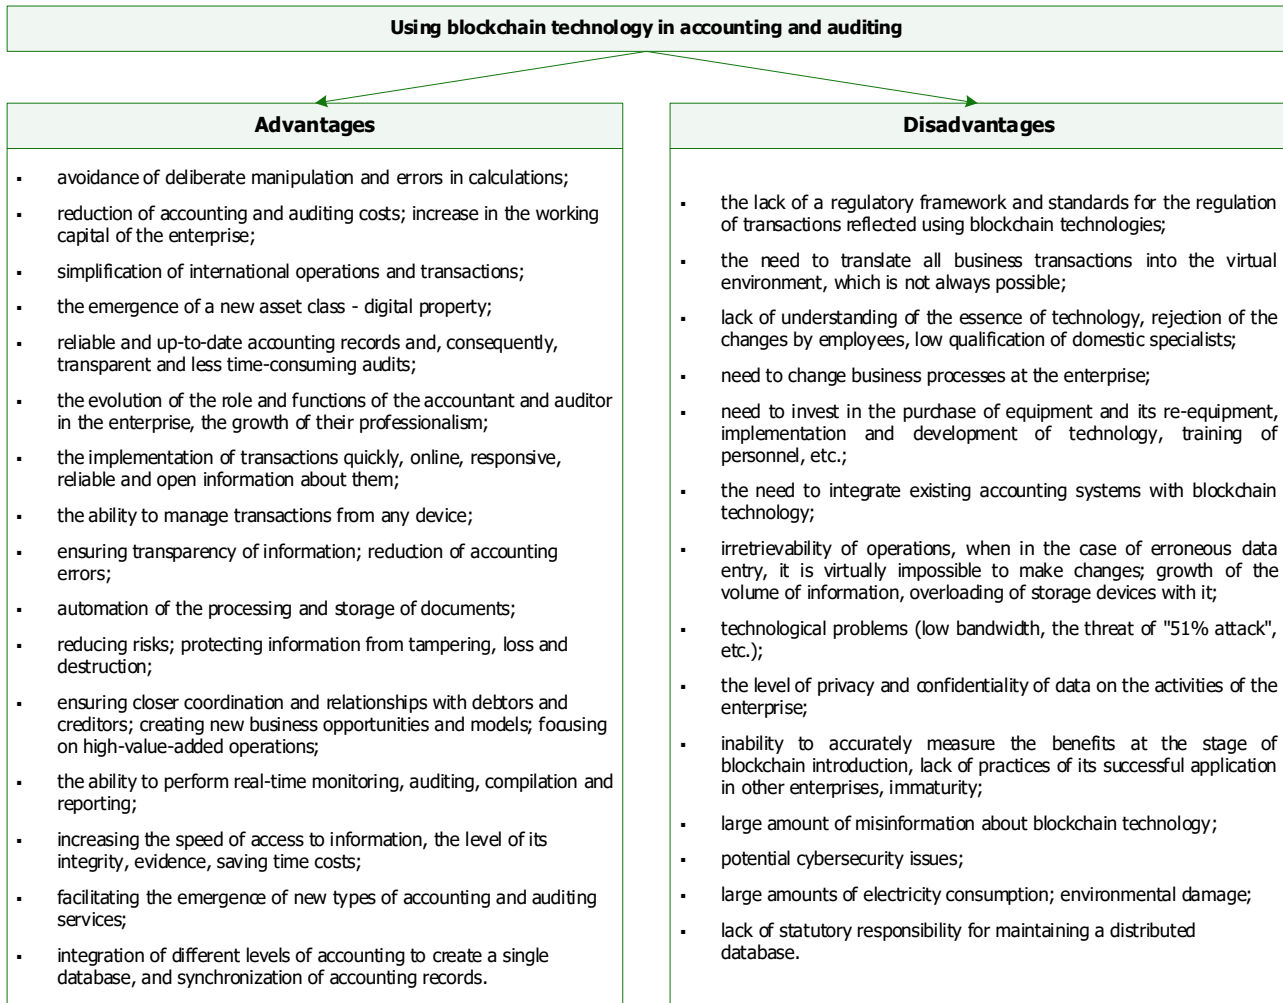 Using blockchain technology in accounting and auditing
Advantages
▪ avoidance of deliberate manipulation and errors in calculations;
▪ reduction of accounting and auditing costs; increase in the working
capital of the enterprise;
▪ simplification of international operations and transactions;
▪ the emergence of a new asset class - digital property;
▪ reliable and up-to-date accounting records and, consequently,
transparent and less time-consuming audits;
▪ the evolution of the role and functions of the accountant and auditor
in the enterprise, the growth of their professionalism;
▪ the implementation of transactions quickly, online, responsive,
reliable and open information about them;
▪ the ability to manage transactions from any device;
▪ ensuring transparency of information; reduction of accounting
errors;
▪ automation of the processing and storage of documents;
▪ reducing risks; protecting information from tampering, loss and
destruction;
▪ ensuring closer coordination and relationships with debtors and
creditors; creating new business opportunities and models; focusing
on high-value-added operations;
▪ the ability to perform real-time monitoring, auditing, compilation and
reporting;
▪ increasing the speed of access to information, the level of its
integrity, evidence, saving time costs;
▪ facilitating the emergence of new types of accounting and auditing
services;
▪ integration of different levels of accounting to create a single
database, and synchronization of accounting records.
Disadvantages
▪ the lack of a regulatory framework and standards for the regulation
of transactions reflected using blockchain technologies;
▪ the need to translate all business transactions into the virtual
environment, which is not always possible;
▪ lack of understanding of the essence of technology, rejection of the
changes by employees, low qualification of domestic specialists;
▪ need to change business processes at the enterprise;
▪ need to invest in the purchase of equipment and its re-equipment,
implementation and development of technology, training of
personnel, etc.;
▪ the need to integrate existing accounting systems with blockchain
technology;
▪ irretrievability of operations, when in the case of erroneous data
entry, it is virtually impossible to make changes; growth of the
volume of information, overloading of storage devices with it;
▪ technological problems (low bandwidth, the threat of "51% attack",
etc.);
▪ the level of privacy and confidentiality of data on the activities of the
enterprise;
▪ inability to accurately measure the benefits at the stage of
blockchain introduction, lack of practices of its successful application
in other enterprises, immaturity;
▪ large amount of misinformation about blockchain technology;
▪ potential cybersecurity issues;
▪ large amounts of electricity consumption; environmental damage;
▪ lack of statutory responsibility for maintaining a distributed
database.